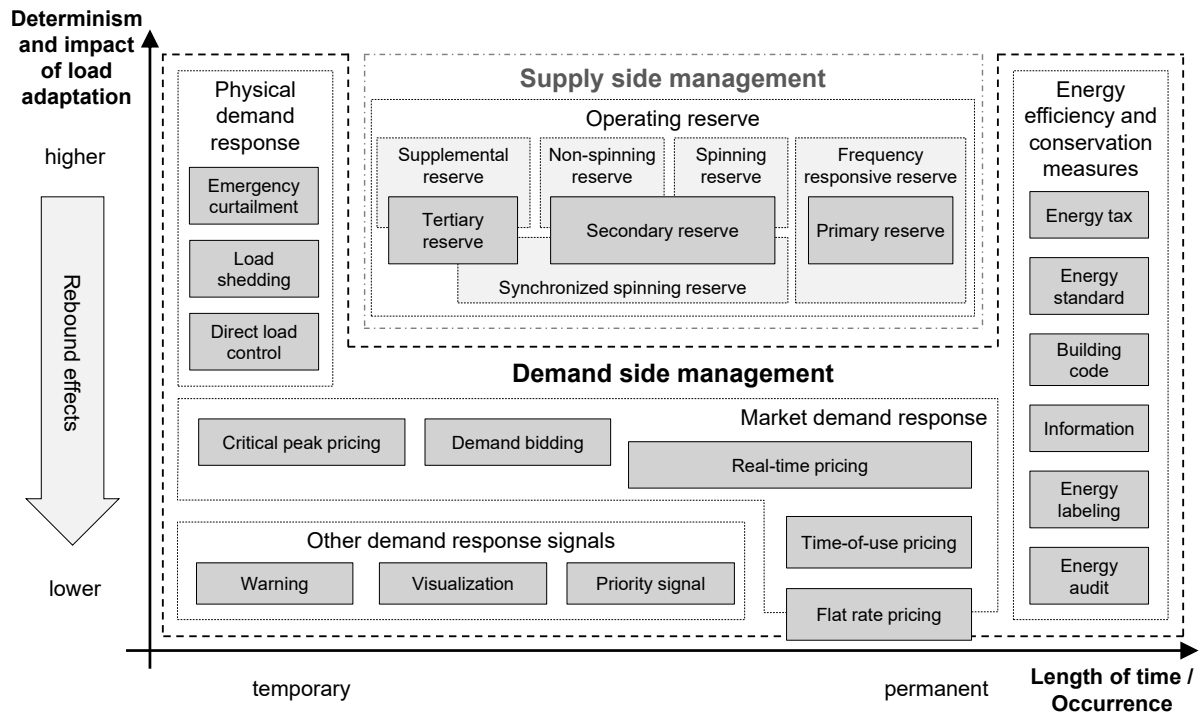 Determinism
and impact
of load
adaptation
higher
Rebound effects
lower
Supply side management
Physical
demand
response
Emergency
curtailment
Load
shedding
Direct load
control
Operating reserve
Supplemental
reserve
Non-spinning
reserve
Spinning
reserve
Frequency
responsive reserve
Tertiary
reserve
Secondary reserve
Primary reserve
Synchronized spinning reserve
Energy
efficiency and
conservation
measures
Energy tax
Energy
standard
Building
code
Information
Energy
labeling
Energy
audit
Demand side management
Market demand response
Critical peak pricing
Demand bidding
Real-time pricing
Time-of-use pricing
Flat rate pricing
Other demand response signals
Warning
Visualization
Priority signal
temporary
permanent
Length of time /
Occurrence